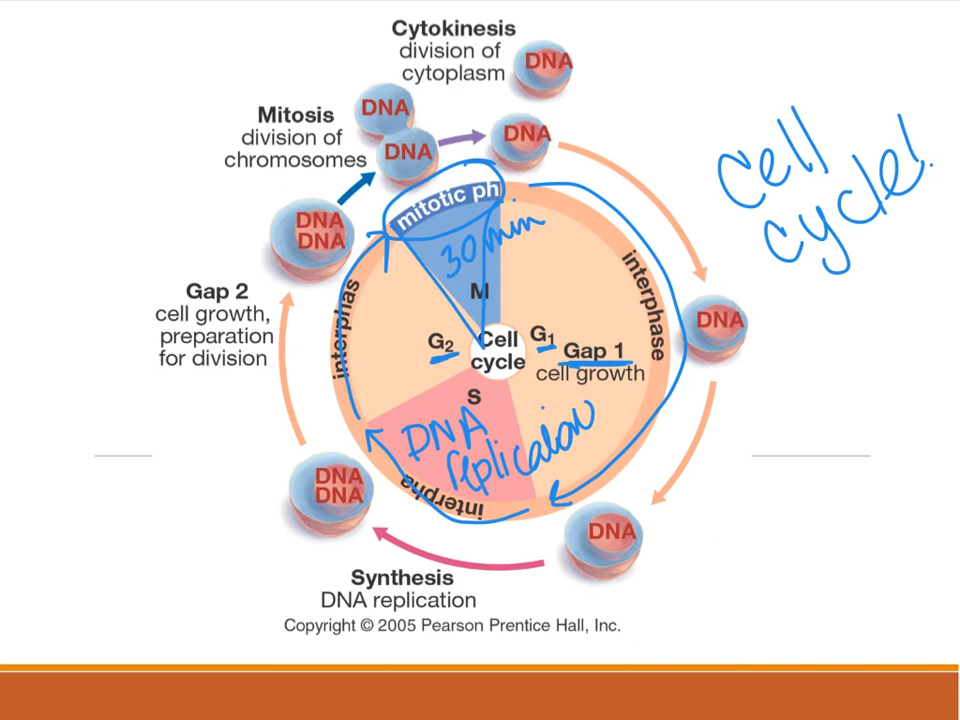 Cytokinesis
division of
cytoplasm
DNA
Mitosis
division of
chromosomes
DNA
DNA
DNA
Cell
cycle!
mitotic ph
30 min
M
DNA
DNA
Gap 2
cell growth,
preparation
for division
interphas
interphase
DNA
G2
Cell
cycle
G1
Gap 1
cell growth
S
DNA
replication
interpha
DNA
DNA
DNA
Synthesis
DNA replication
Copyright © 2005 Pearson Prentice Hall, Inc.